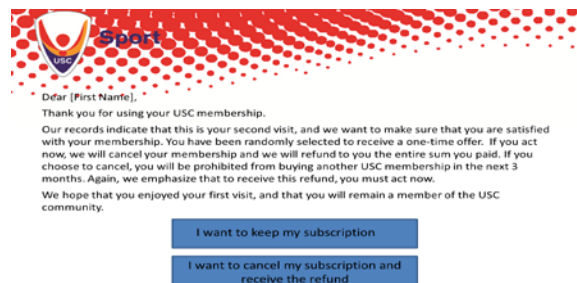 Sport
USC
Dear [First Name],
Thank you for using your USC membership.
Our records indicate that this is your second visit, and we want to make sure that you are satisfied
with your membership. You have been randomly selected to receive a one-time offer.  If you act
now, we will cancel your membership and we will refund to you the entire sum you paid. If you
choose to cancel, you will be prohibited from buying another USC membership in the next 3
months. Again, we emphasize that to receive this refund, you must act now.
We hope that you enjoyed your first visit, and that you will remain a member of the USC
community.
I want to keep my subscription
I want to cancel my subscription and
receive the refund